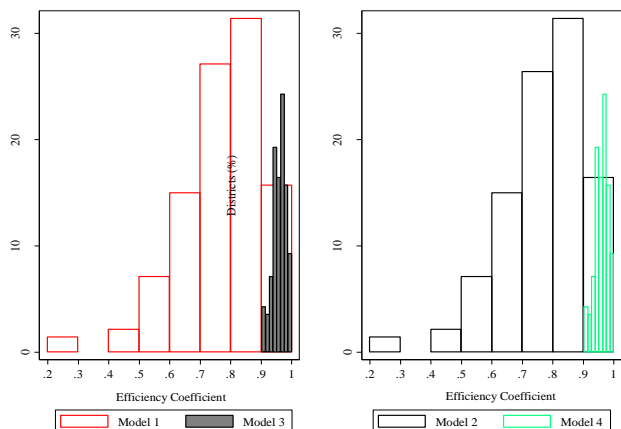 30
20
10
0
.2 .3 .4 .5 .6 .7 .8 .9 1
Efficiency Coefficient
Model 1 Model 3
Districts (%)
30
20
10
0
.2 .3 .4 .5 .6 .7 .8 .9 1
Efficiency Coefficient
Model 2 Model 4